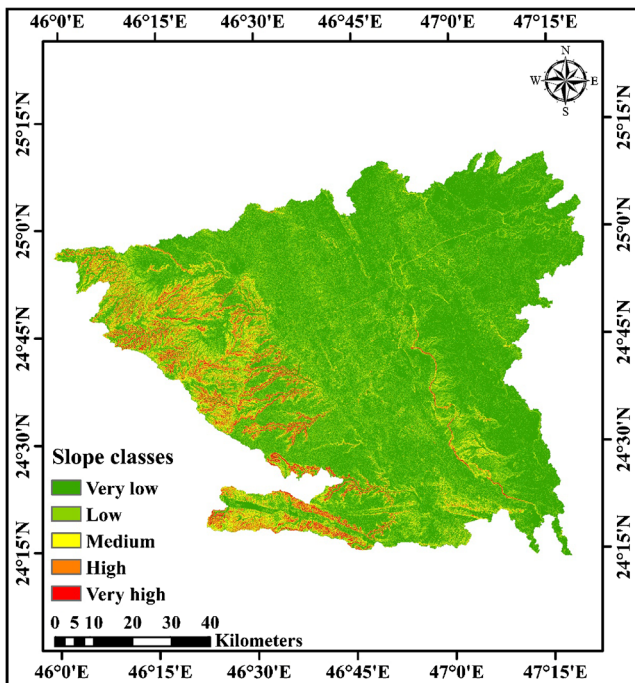 46°0'E 46°15'E 46°30'E 46°45'E 47°0'E 47°15'E
N
W E
S
25°15'N 25°15'N
25°0'N 25°0'N
24°45'N 24°45'N
24°30'N 24°30'N
24°15'N 24°15'N
Slope classes
Very low
Low
Medium
High
Very high
0 5 10 20 30 40
Kilometers
46°0'E 46°15'E 46°30'E 46°45'E 47°0'E 47°15'E